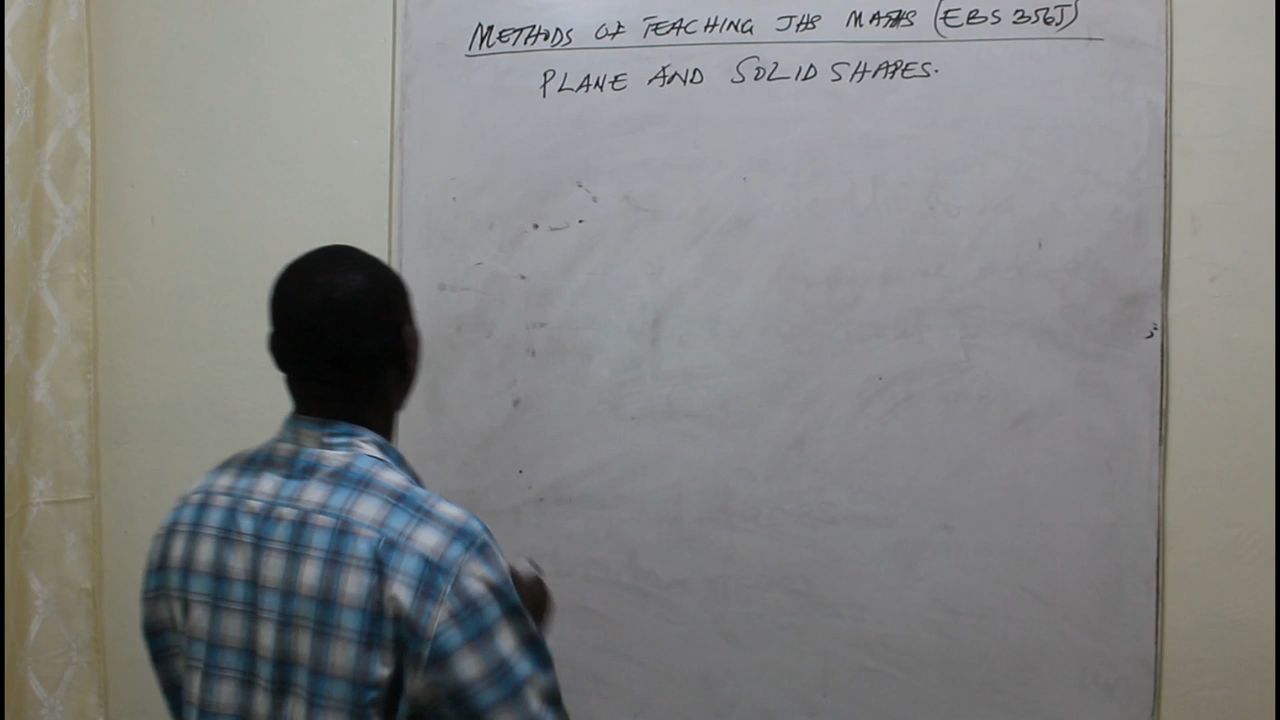 METHODS OF TEACHING JHS MATHS (EBS 356J)
PLANE AND SOLID SHAPES.